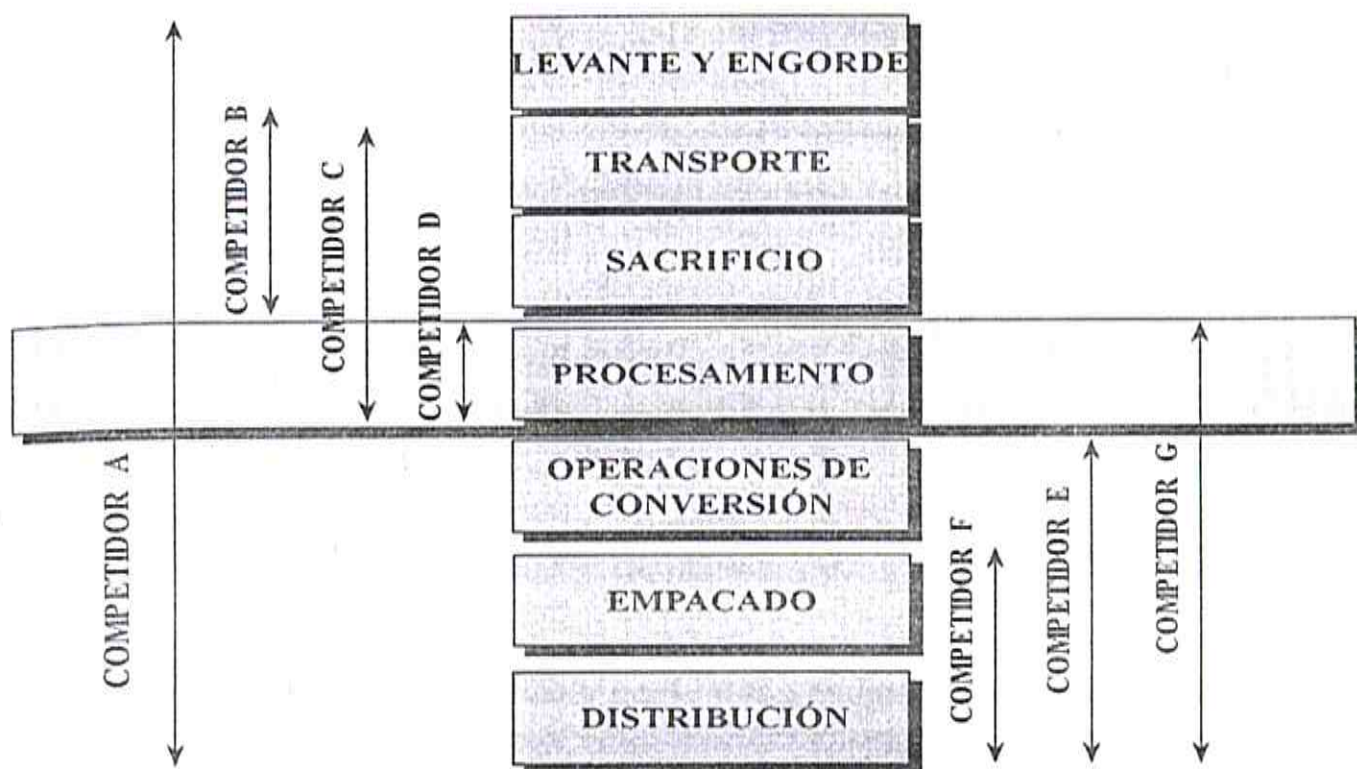 LEVANTE Y ENGORDE
TRANSPORTE
SACRIFICIO
PROCESAMIENTO
OPERACIONES DE
CONVERSIÓN
EMPACADO
DISTRIBUCIÓN
COMPETIDOR A
COMPETIDOR B
COMPETIDOR C
COMPETIDOR D
COMPETIDOR F
COMPETIDOR E
COMPETIDOR G